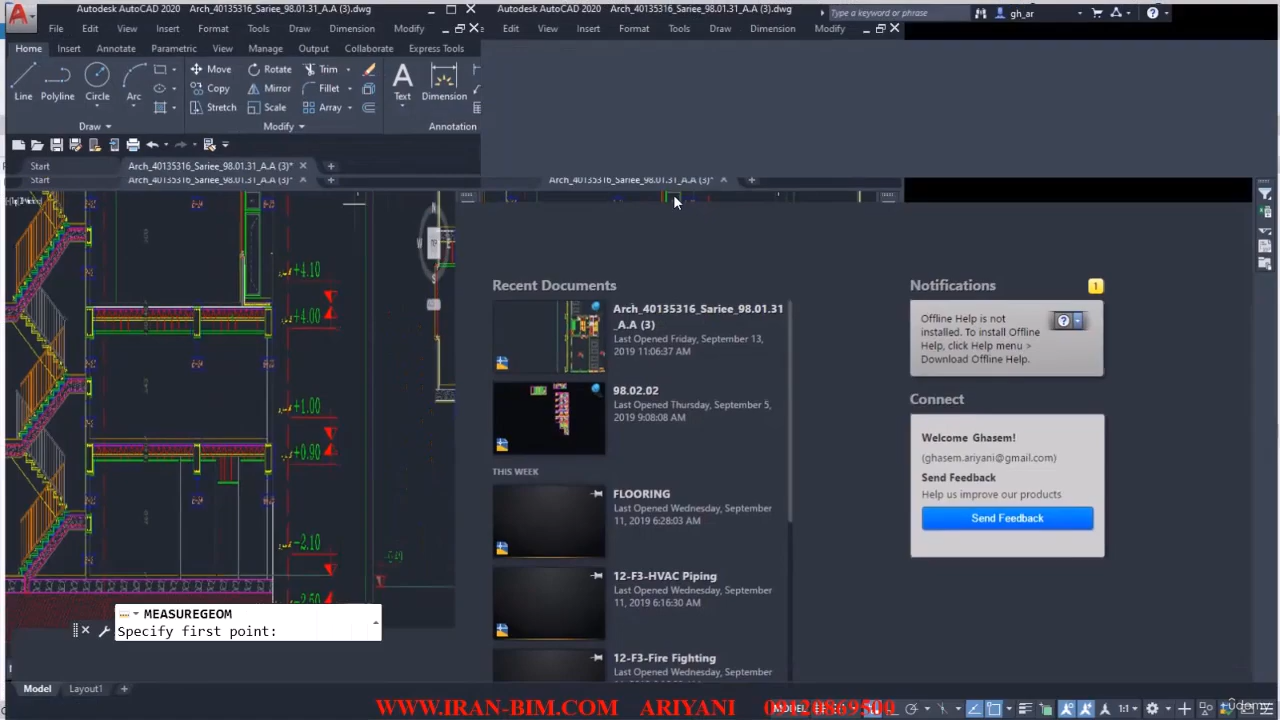 Autodesk AutoCAD 2020 Arch_40135316_Sariee_98.01.31_A.A (3).dwg
Autodesk AutoCAD 2020 Arch_40135316_Sariee_98.01.31_A.A (3).dwg
Type a keyword or phrase
gh_ar
File Edit View Insert Format Tools Draw Dimension Modify
Edit View Insert Format Tools Draw Dimension Modify
Home Insert Annotate Parametric View Manage Output Collaborate Express Tools
Line Polyline Circle Arc
Move Rotate Trim
Copy Mirror Fillet
Stretch Scale Array
Text Dimension
Draw Modify Annotation
Start Arch_40135316_Sariee_98.01.31_A.A (3)*
Start Arch_40135316_Sariee_98.01.31_A.A (3)* Arch_40135316_Sariee_98.01.31_A.A (3)*
+4.10
+4.00
+1.00
+0.90
-2.10
-2.60
Recent Documents
Arch_40135316_Sariee_98.01.31
_A.A (3)
Last Opened Friday, September 13,
2019 11:06:37 AM
98.02.02
Last Opened Thursday, September 5,
2019 9:08:08 AM
THIS WEEK
FLOORING
Last Opened Wednesday, September
11, 2019 6:28:03 AM
12-F3-HVAC Piping
Last Opened Wednesday, September
11, 2019 6:16:30 AM
12-F3-Fire Fighting
Last Opened Wednesday, September
Notifications
1
Offline Help is not
installed. To install Offline
Help, click Help menu >
Download Offline Help.
Connect
Welcome Ghasem!
(ghasem.ariyani@gmail.com)
Send Feedback
Help us improve our products
Send Feedback
MEASUREGEOM
Specify first point:
Model Layout1
WWW.IRAN-BIM.COM ARIYANI 09120869500
MODEL
1:1
Udemy